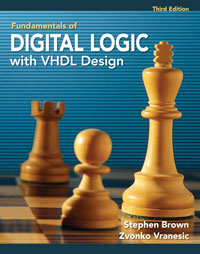 Third Edition
Fundamentals of
DIGITAL LOGIC
with VHDL Design
Stephen Brown
Zvonko Vranesic